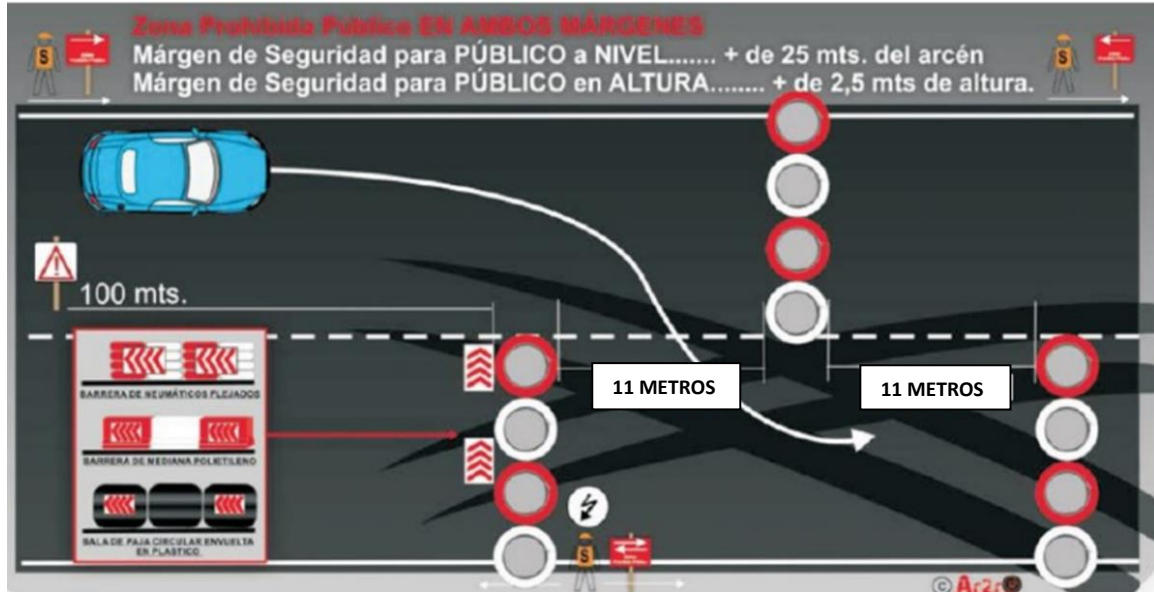 Zona Prohibida Público EN AMBOS MÁRGENES
Márgen de Seguridad para PÚBLICO a NIVEL....... + de 25 mts. del arcén
Márgen de Seguridad para PÚBLICO en ALTURA........ + de 2,5 mts de altura.
S
S
100 mts.
11 METROS
11 METROS
BARRERA DE NEUMÁTICOS FLEJADOS
BARRERA DE MEDIANA POLIETILENO
BALA DE PAJA CIRCULAR ENVUELTA
EN PLASTICO.
S
© Ar2r